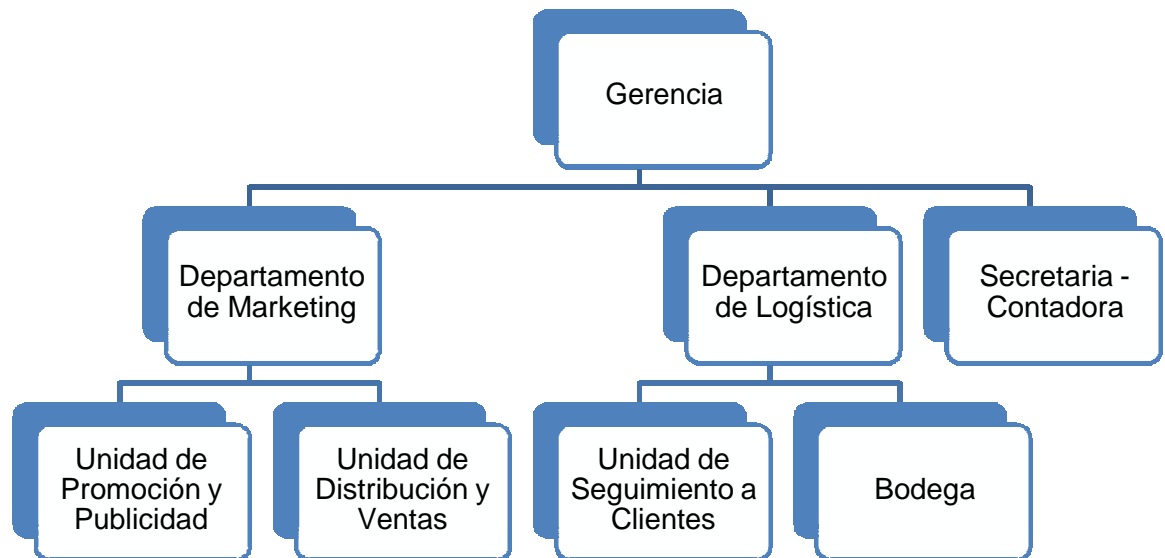 Gerencia
Departamento
de Marketing
Departamento
de Logística
Secretaria -
Contadora
Unidad de
Promoción y
Publicidad
Unidad de
Distribución y
Ventas
Unidad de
Seguimiento a
Clientes
Bodega